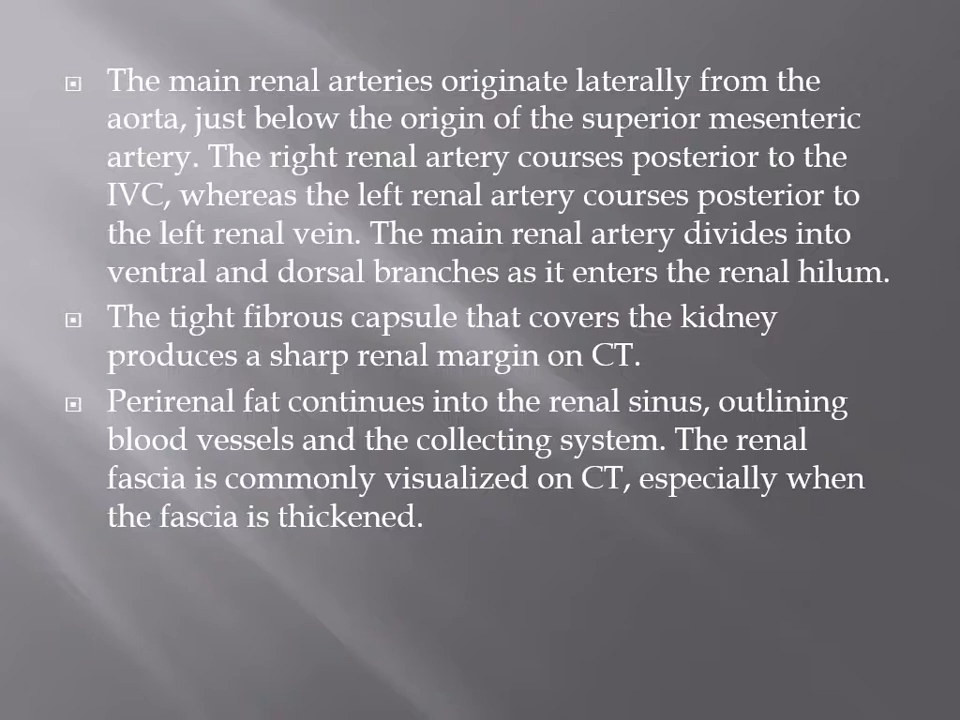 The main renal arteries originate laterally from the
aorta, just below the origin of the superior mesenteric
artery. The right renal artery courses posterior to the
IVC, whereas the left renal artery courses posterior to
the left renal vein. The main renal artery divides into
ventral and dorsal branches as it enters the renal hilum.
The tight fibrous capsule that covers the kidney
produces a sharp renal margin on CT.
Perirenal fat continues into the renal sinus, outlining
blood vessels and the collecting system. The renal
fascia is commonly visualized on CT, especially when
the fascia is thickened.